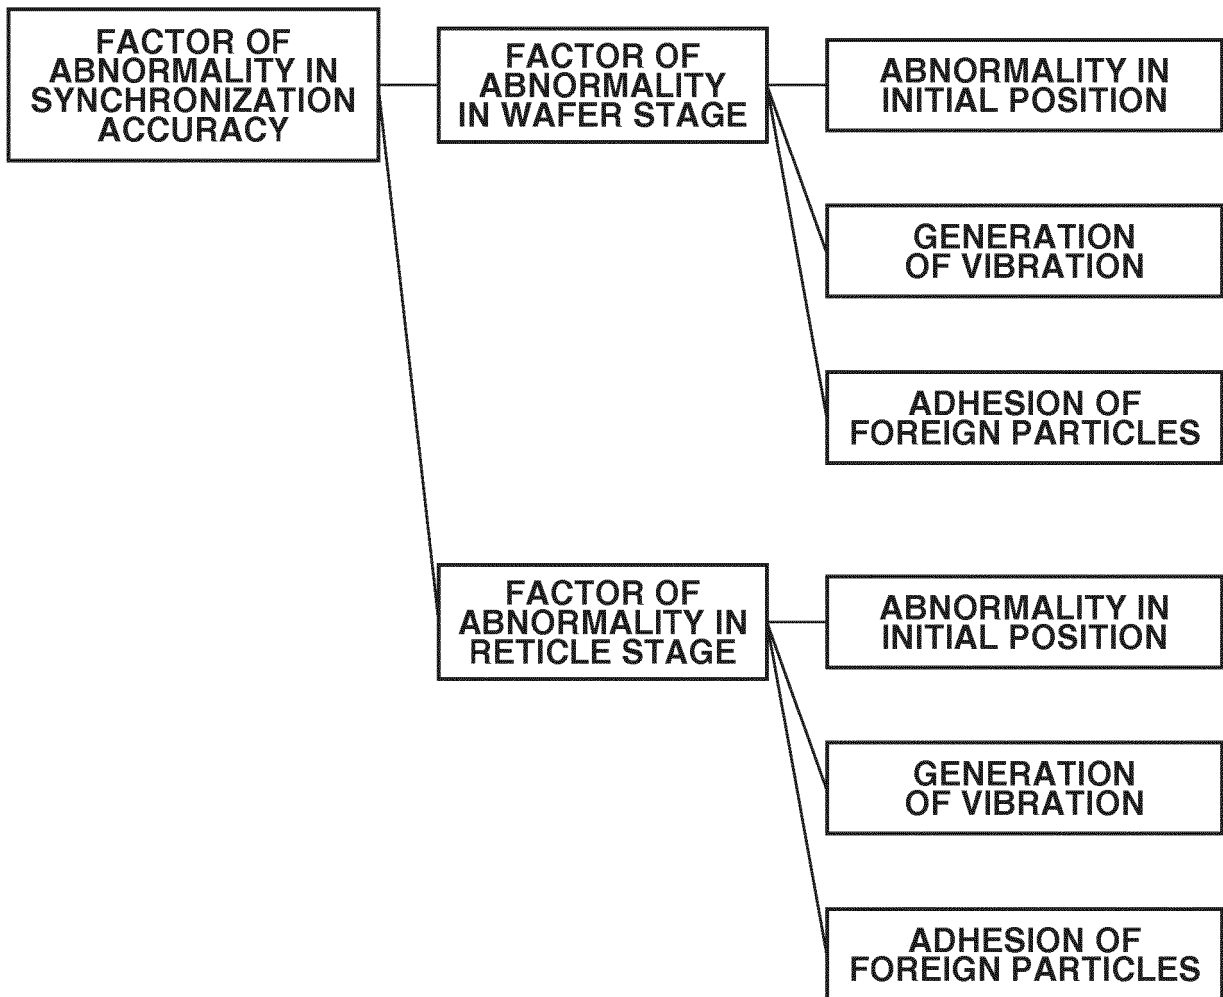 FACTOR OF
ABNORMALITY IN
SYNCHRONIZATION
ACCURACY
FACTOR OF
ABNORMALITY
IN WAFER STAGE
ABNORMALITY IN
INITIAL POSITION
GENERATION
OF VIBRATION
ADHESION OF
FOREIGN PARTICLES
FACTOR OF
ABNORMALITY IN
RETICLE STAGE
ABNORMALITY IN
INITIAL POSITION
GENERATION
OF VIBRATION
ADHESION OF
FOREIGN PARTICLES